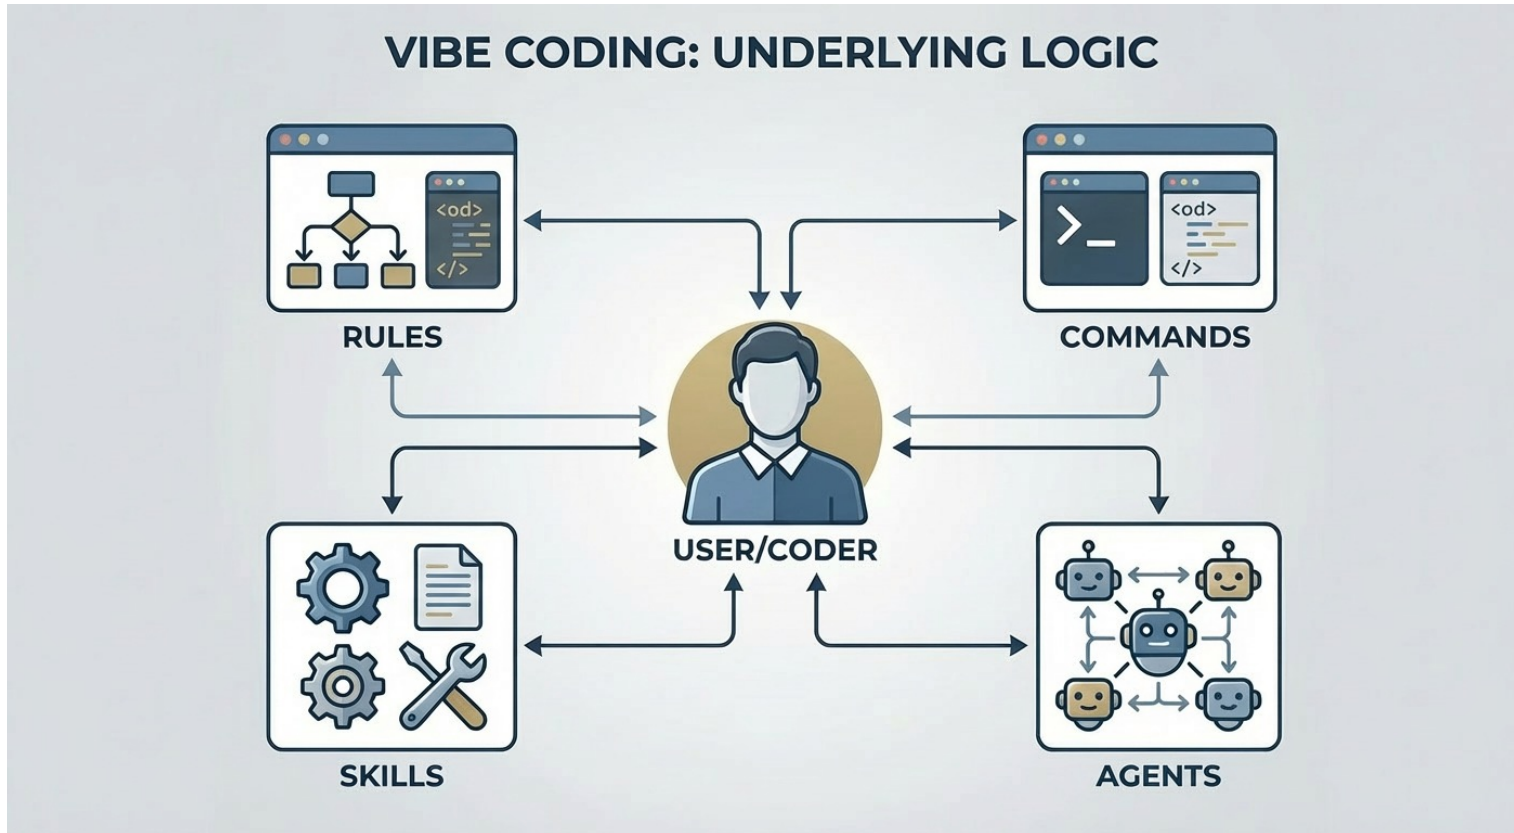 VIBE CODING: UNDERLYING LOGIC
<od>
</>
RULES
>_
<od>
</>
COMMANDS
USER/CODER
SKILLS
AGENTS